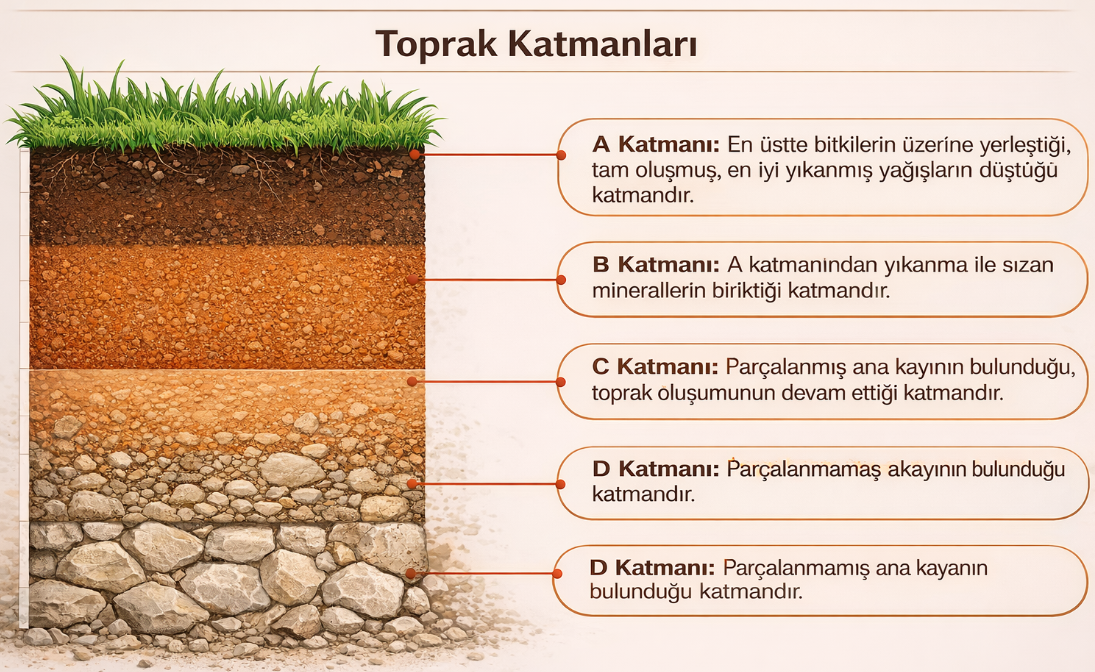 Toprak Katmanları
A Katmanı: En üstte bitkilerin üzerine yerleştiği,
tam oluşmuş, en iyi yıkanmış yağışların düştüğü
katmandır.
B Katmanı: A katmanından yıkanma ile sızan
minerallerin biriktiği katmandır.
C Katmanı: Parçalanmış ana kayının bulunduğu,
toprak oluşumunun devam ettiği katmandır.
D Katmanı: Parçalanmamaş akayının bulunduğu
katmandır.
D Katmanı: Parçalanmamış ana kayanın
bulunduğu katmandır.